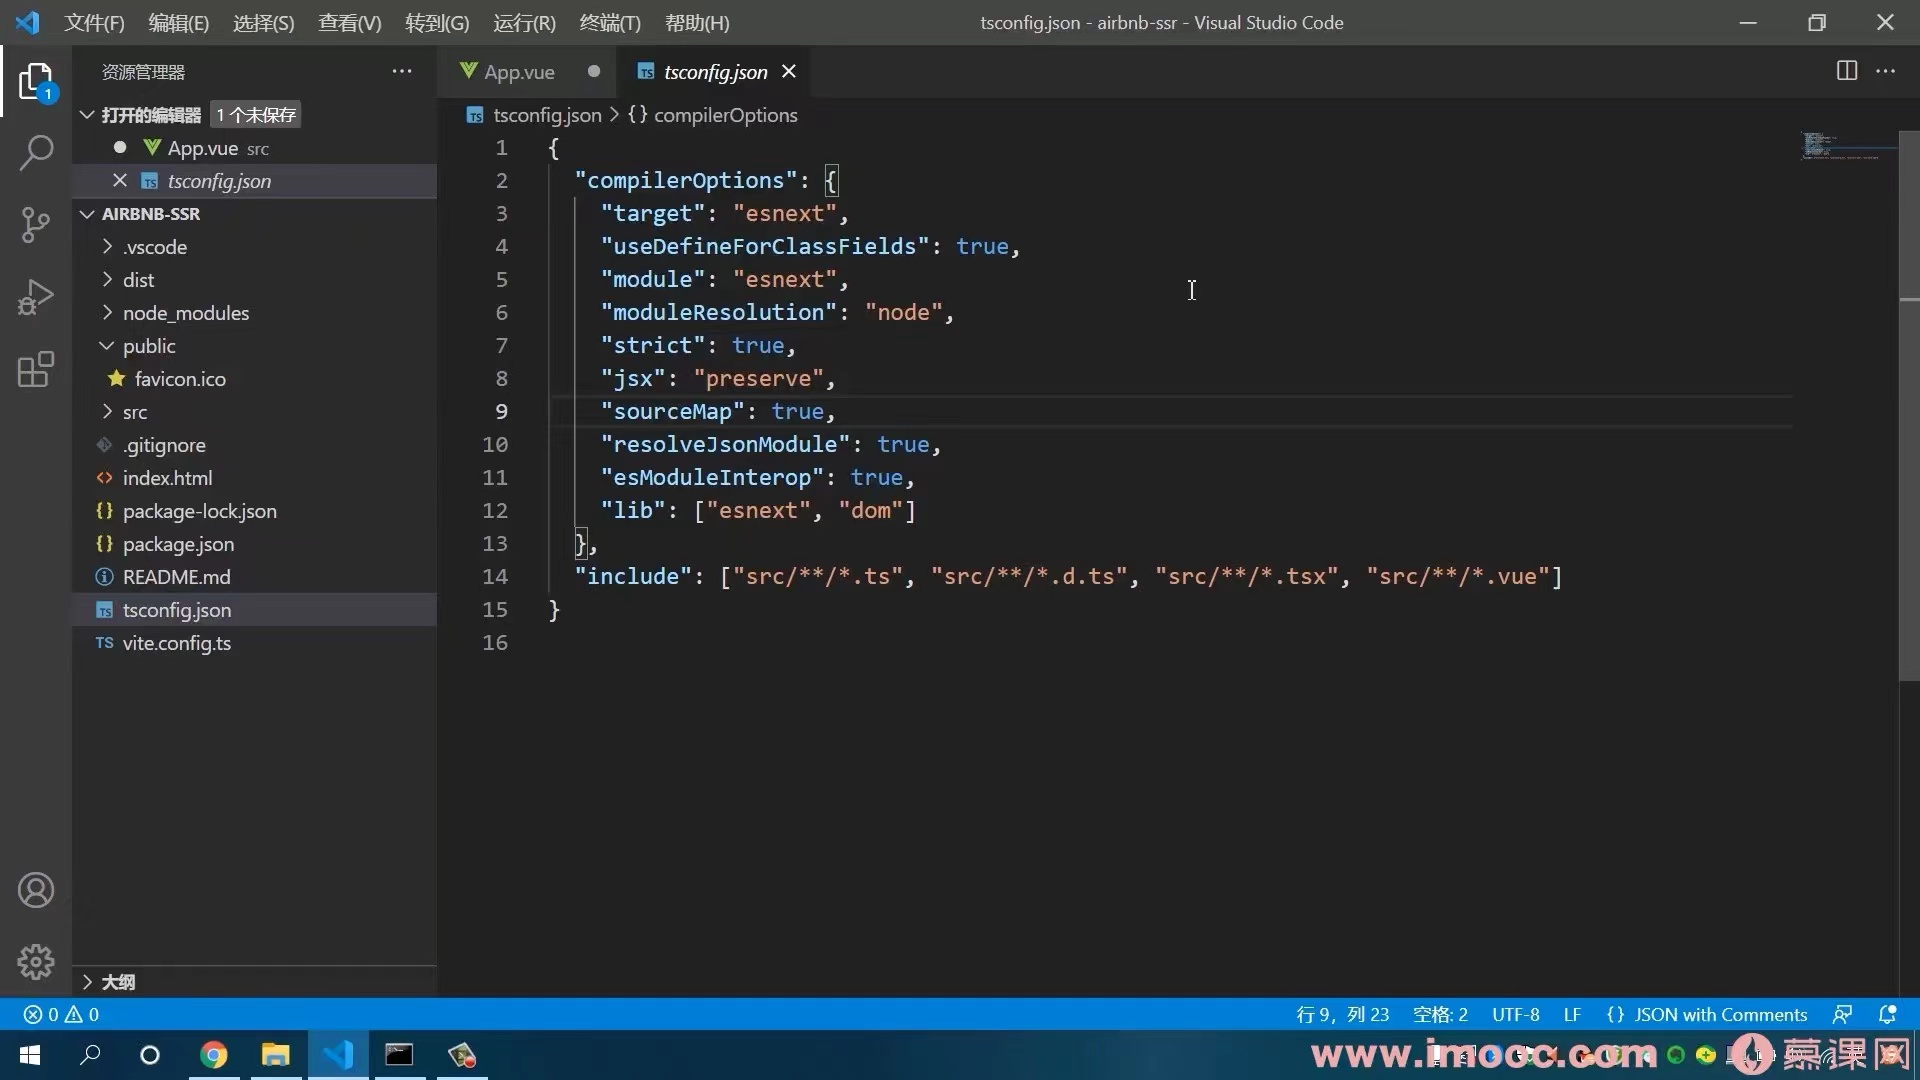 文件(F) 编辑(E) 选择(S) 查看(V) 转到(G) 运行(R) 终端(T) 帮助(H) tsconfig.json - airbnb-ssr - Visual Studio Code
资源管理器
App.vue tsconfig.json
打开的编辑器 1 个未保存
App.vue src
tsconfig.json
AIRBNB-SSR
.vscode
dist
node_modules
public
favicon.ico
src
.gitignore
index.html
package-lock.json
package.json
README.md
tsconfig.json
TS vite.config.ts
大纲
tsconfig.json > {} compilerOptions
1 {
2 "compilerOptions": {
3 "target": "esnext",
4 "useDefineForClassFields": true,
5 "module": "esnext",
6 "moduleResolution": "node",
7 "strict": true,
8 "jsx": "preserve",
9 "sourceMap": true,
10 "resolveJsonModule": true,
11 "esModuleInterop": true,
12 "lib": ["esnext", "dom"]
13 },
14 "include": ["src/**/*.ts", "src/**/*.d.ts", "src/**/*.tsx", "src/**/*.vue"]
15 }
16
0 0 行 9，列 23 空格: 2 UTF-8 LF {} JSON with Comments
www.imooc.com 慕课网